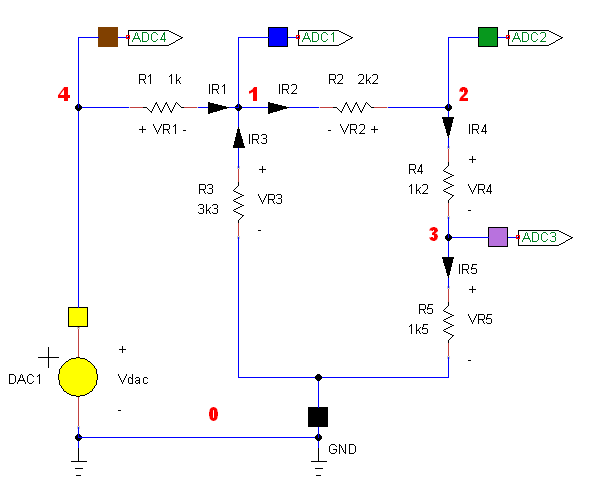 ADC4 ADC1 ADC2
R1 1k IR1 IR2 R2 2k2
4 1 2
+ VR1 - - VR2 + IR4
IR3
+ +
R3 VR3 R4 VR4
3k3 1k2
- -
3 ADC3
IR5
+
R5 VR5
1k5
+ -
DAC1 Vdac
- 0
GND